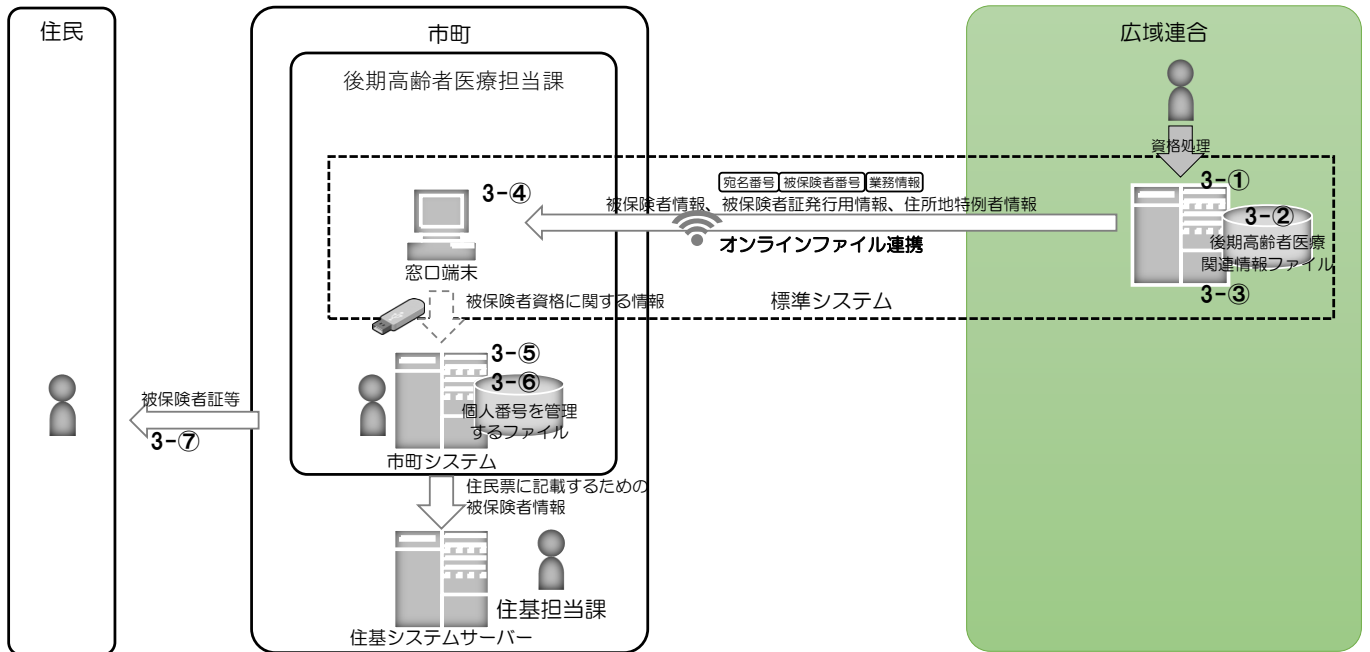 住民
市町
広域連合
後期高齢者医療担当課
資格処理
宛名番号 被保険者番号 業務情報
被保険者情報、被保険者証発行用情報、住所地特例者情報
オンラインファイル連携
3-①
3-②
後期高齢者医療
関連情報ファイル
3-③
標準システム
3-④
窓口端末
被保険者資格に関する情報
3-⑤
3-⑥
個人番号を管理
するファイル
市町システム
被保険者証等
3-⑦
住民票に記載するための
被保険者情報
住基担当課
住基システムサーバー